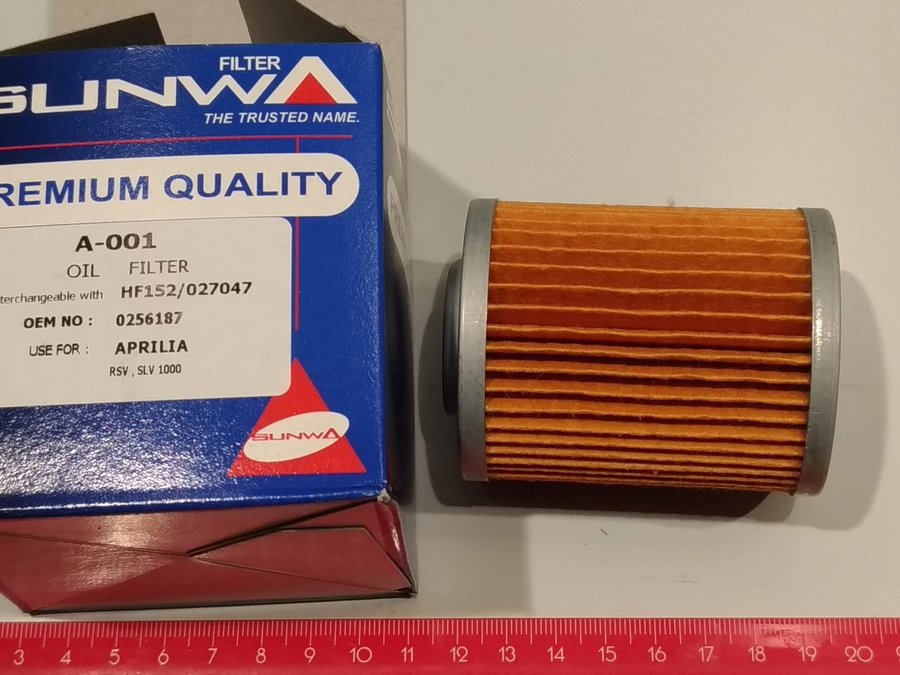 FILTER
SUNWA
THE TRUSTED NAME.
PREMIUM QUALITY
A-001
OIL FILTER
terchangeable with HF152/027047
OEM NO : 0256187
USE FOR : APRILIA
RSV , SLV 1000
SUNWA
3 4 5 6 7 8 9 10 11 12 13 14 15 16 17 18 19 20